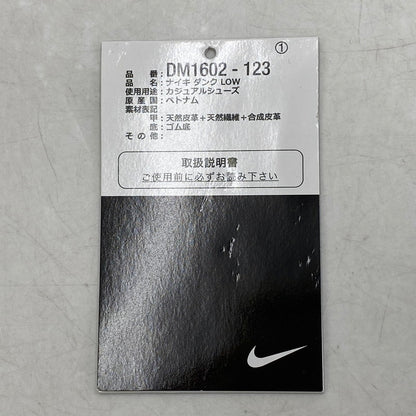 ①
品番：DM1602 - 123
品名：ナイキ ダンク LOW
使用用途：カジュアルシューズ
原産国：ベトナム
素材表記
甲：天然皮革＋天然繊維＋合成皮革
底：ゴム底
その他：
取扱説明書
ご使用前に必ずお読み下さい